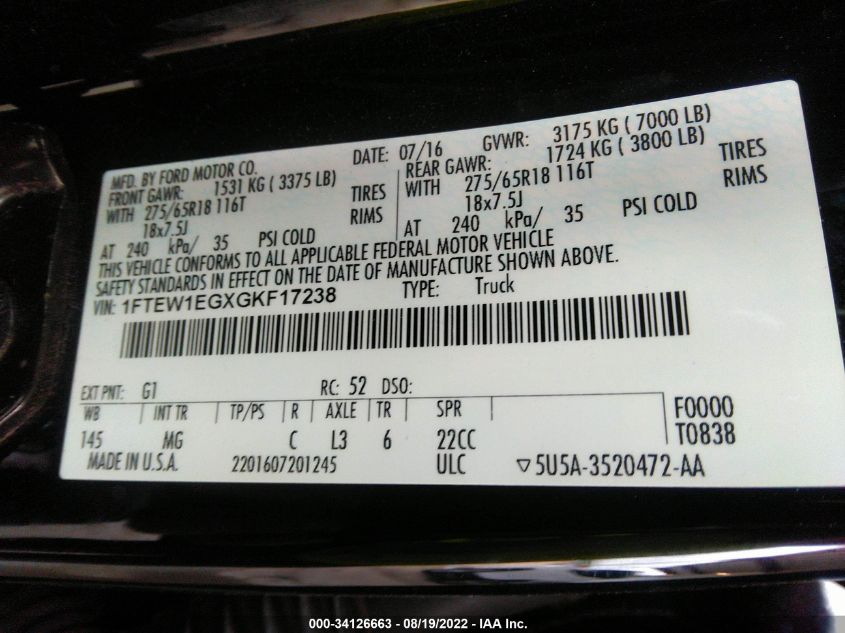 MFD. BY FORD MOTOR CO. DATE: 07/16 GVWR: 3175 KG ( 7000 LB)
FRONT GAWR: 1531 KG ( 3375 LB) REAR GAWR: 1724 KG ( 3800 LB)
WITH 275/65R18 116T TIRES WITH 275/65R18 116T TIRES
18x7.5J RIMS 18x7.5J RIMS
AT 240 kPa/ 35 PSI COLD AT 240 kPa/ 35 PSI COLD
THIS VEHICLE CONFORMS TO ALL APPLICABLE FEDERAL MOTOR VEHICLE
SAFETY STANDARDS IN EFFECT ON THE DATE OF MANUFACTURE SHOWN ABOVE.
VIN: 1FTEW1EGXGKF17238 TYPE: Truck
EXT PNT: G1 RC: 52 DSO:
WB INT TR TP/PS R AXLE TR SPR F0000
145 MG C L3 6 22CC T0838
MADE IN U.S.A. 2201607201245 ULC ▽5U5A-3520472-AA
000-34126663 - 08/19/2022 - IAA Inc.